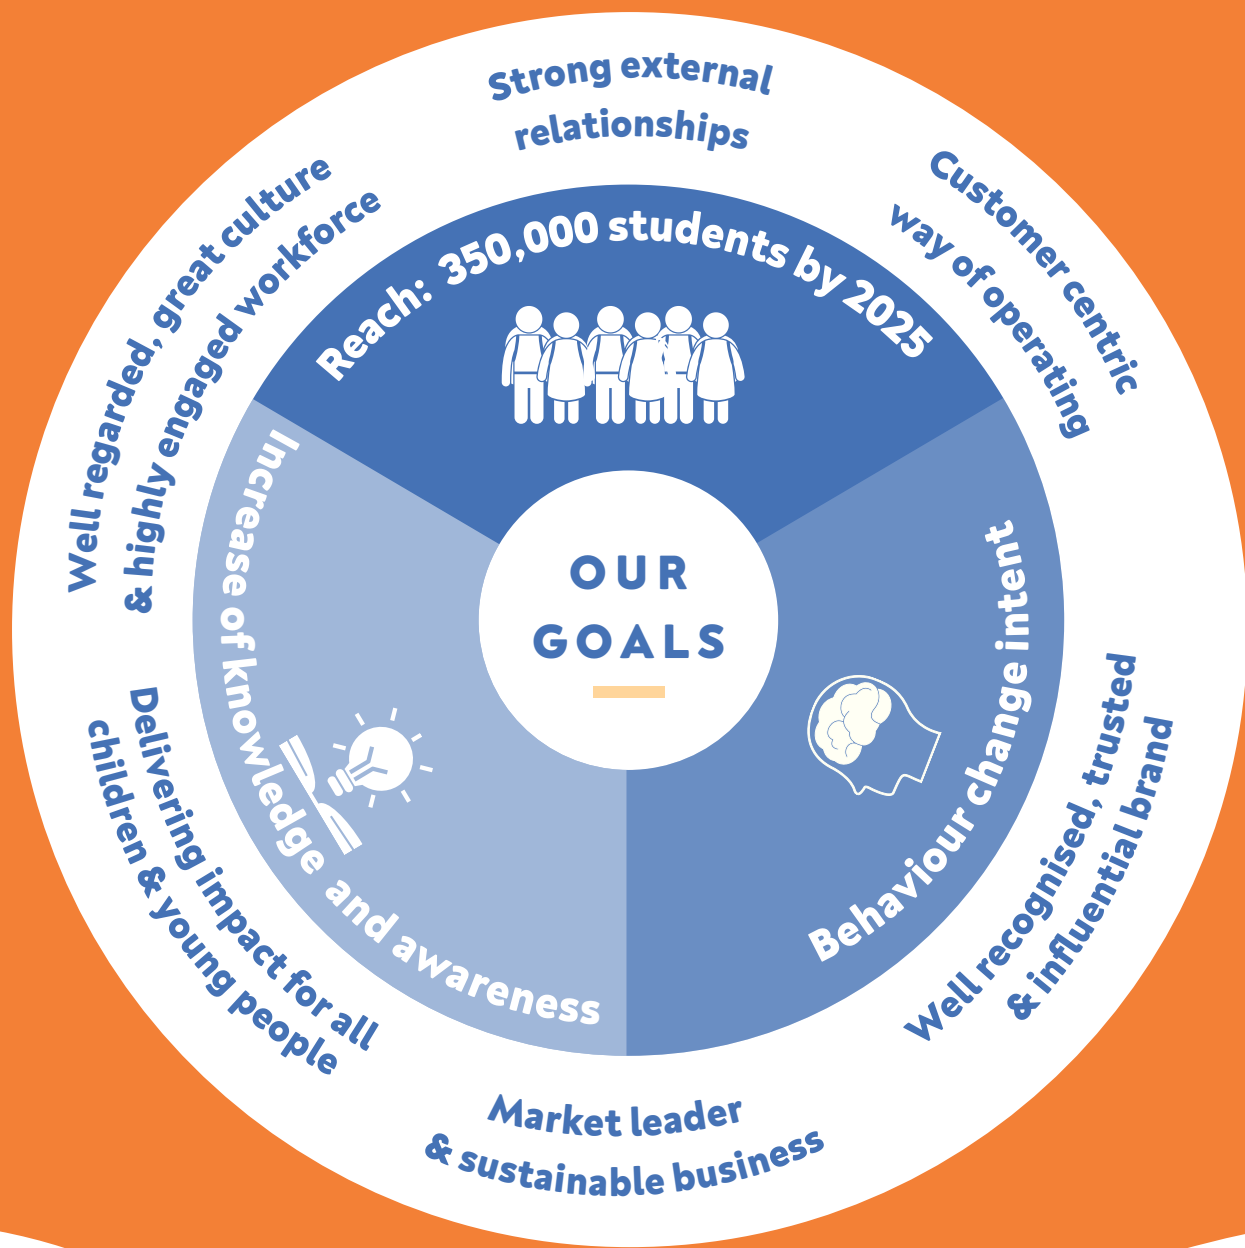 Strong external
relationships
Customer centric
way of operating
Well recognised, trusted
& influential brand
Market leader
& sustainable business
Delivering impact for all
children & young people
Well regarded, great culture
& highly engaged workforce
Reach: 350,000 students by 2025
Behaviour change intent
Increase of knowledge and awareness
OUR
GOALS